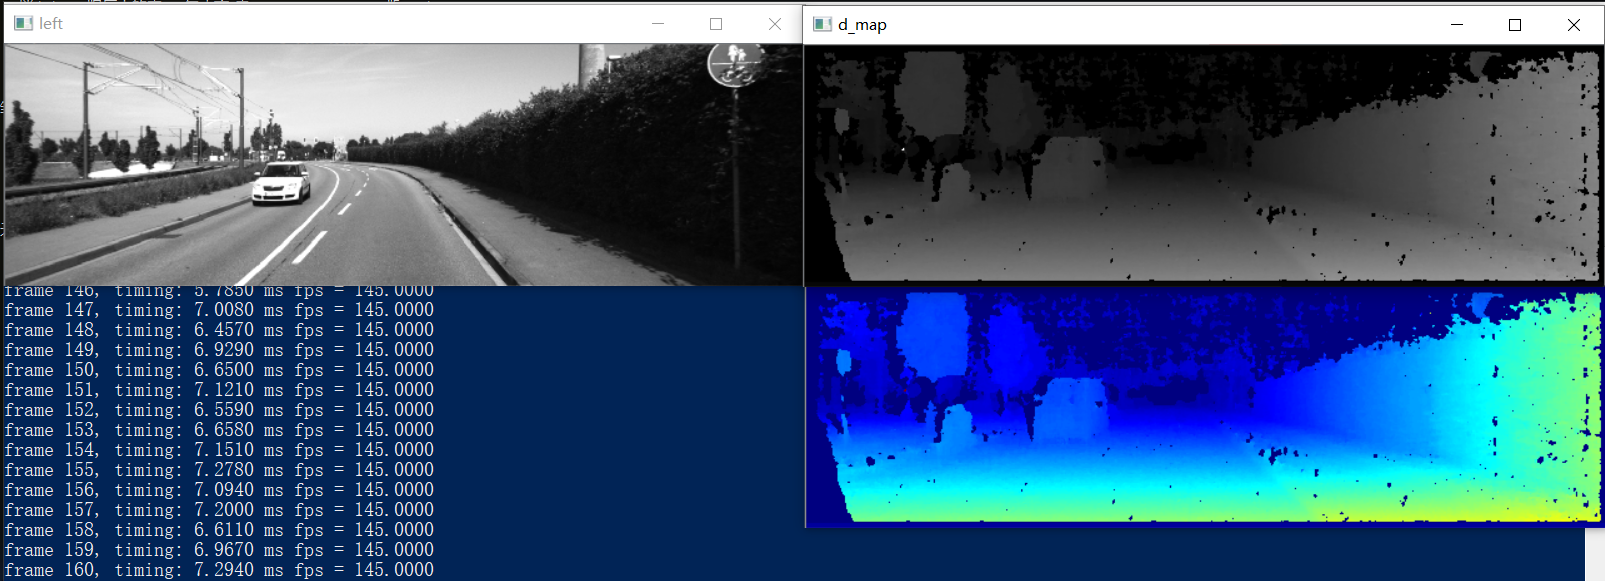 left
d_map
frame 146, timing: 5.7850 ms fps = 145.0000
frame 147, timing: 7.0080 ms fps = 145.0000
frame 148, timing: 6.4570 ms fps = 145.0000
frame 149, timing: 6.9290 ms fps = 145.0000
frame 150, timing: 6.6500 ms fps = 145.0000
frame 151, timing: 7.1210 ms fps = 145.0000
frame 152, timing: 6.5590 ms fps = 145.0000
frame 153, timing: 6.6580 ms fps = 145.0000
frame 154, timing: 7.1510 ms fps = 145.0000
frame 155, timing: 7.2780 ms fps = 145.0000
frame 156, timing: 7.0940 ms fps = 145.0000
frame 157, timing: 7.2000 ms fps = 145.0000
frame 158, timing: 6.6110 ms fps = 145.0000
frame 159, timing: 6.9670 ms fps = 145.0000
frame 160, timing: 7.2940 ms fps = 145.0000